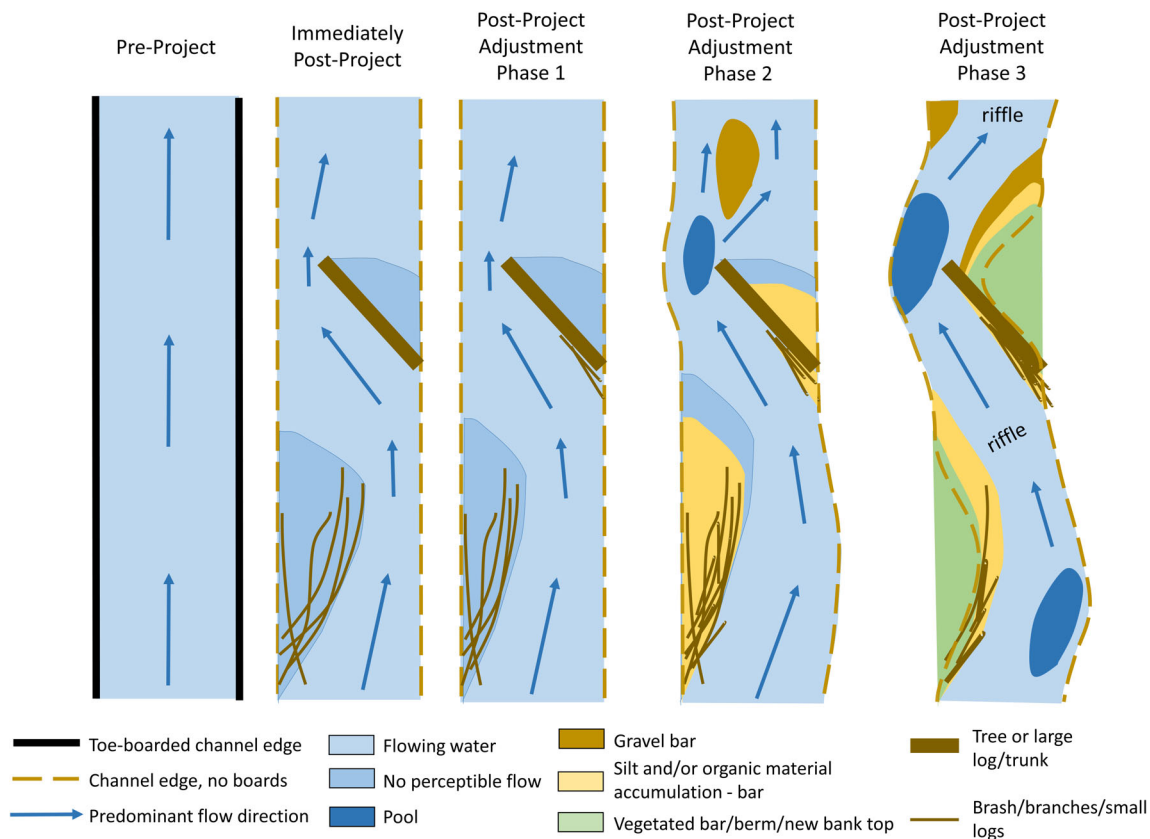 Pre-Project
Immediately
Post-Project
Post-Project
Adjustment
Phase 1
Post-Project
Adjustment
Phase 2
Post-Project
Adjustment
Phase 3
riffle
riffle
Toe-boarded channel edge
Channel edge, no boards
Predominant flow direction
Flowing water
No perceptible flow
Pool
Gravel bar
Silt and/or organic material
accumulation - bar
Vegetated bar/berm/new bank top
Tree or large
log/trunk
Brash/branches/small
logs